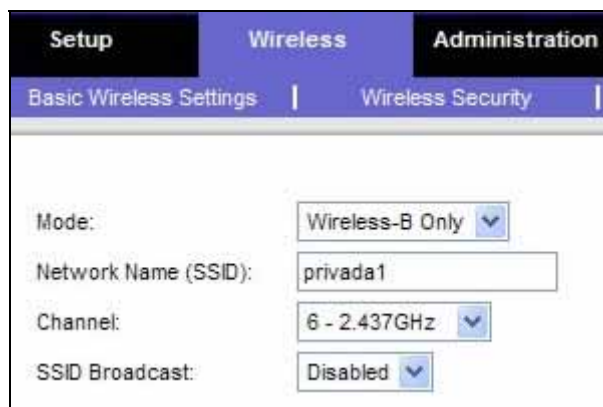 Setup Wireless Administration
Basic Wireless Settings | Wireless Security |
Mode: Wireless-B Only
Network Name (SSID): privada1
Channel: 6 - 2.437GHz
SSID Broadcast: Disabled